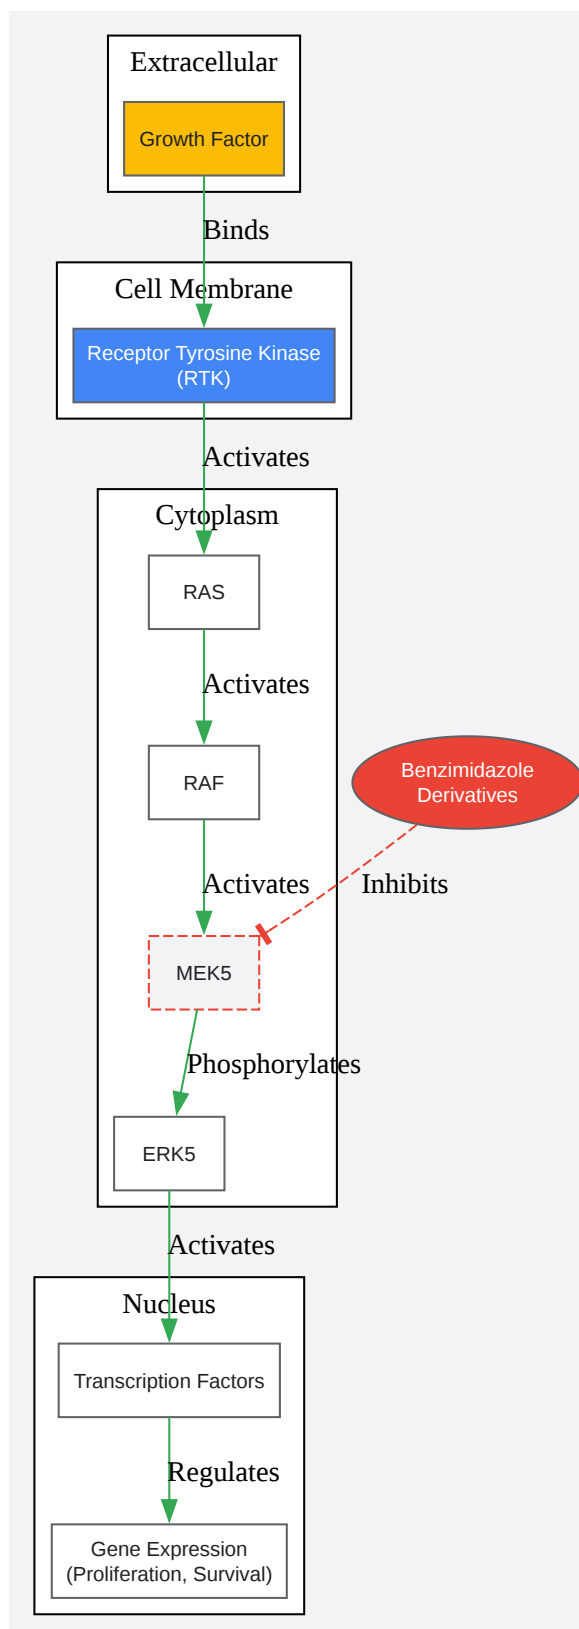 Extracellular
Growth Factor
Binds
Cell Membrane
Receptor Tyrosine Kinase
(RTK)
Activates
Cytoplasm
RAS
Activates
RAF
Benzimidazole
Derivatives
Activates
Inhibits
MEK5
Phosphorylates
ERK5
Activates
Nucleus
Transcription Factors
Regulates
Gene Expression
(Proliferation, Survival)